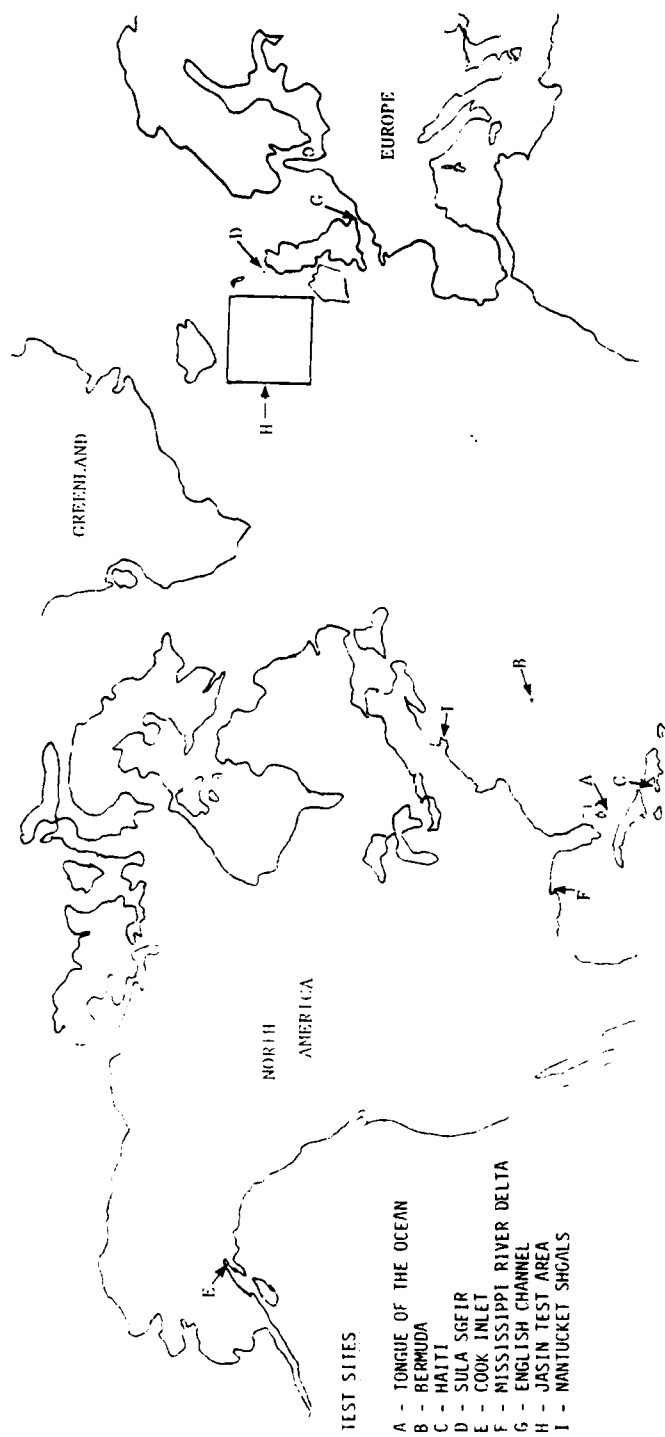 GREENLAND
NORTH
AMERICA
EUROPE
H
D
G
E
F
I
B
A
C
TEST SITES
A - TONGUE OF THE OCEAN
B - BERMUDA
C - HAITI
D - SULA SGEIR
E - COOK INLET
F - MISSISSIPPI RIVER DELTA
G - ENGLISH CHANNEL
H - JASIN TEST AREA
I - NANTUCKET SHOALS